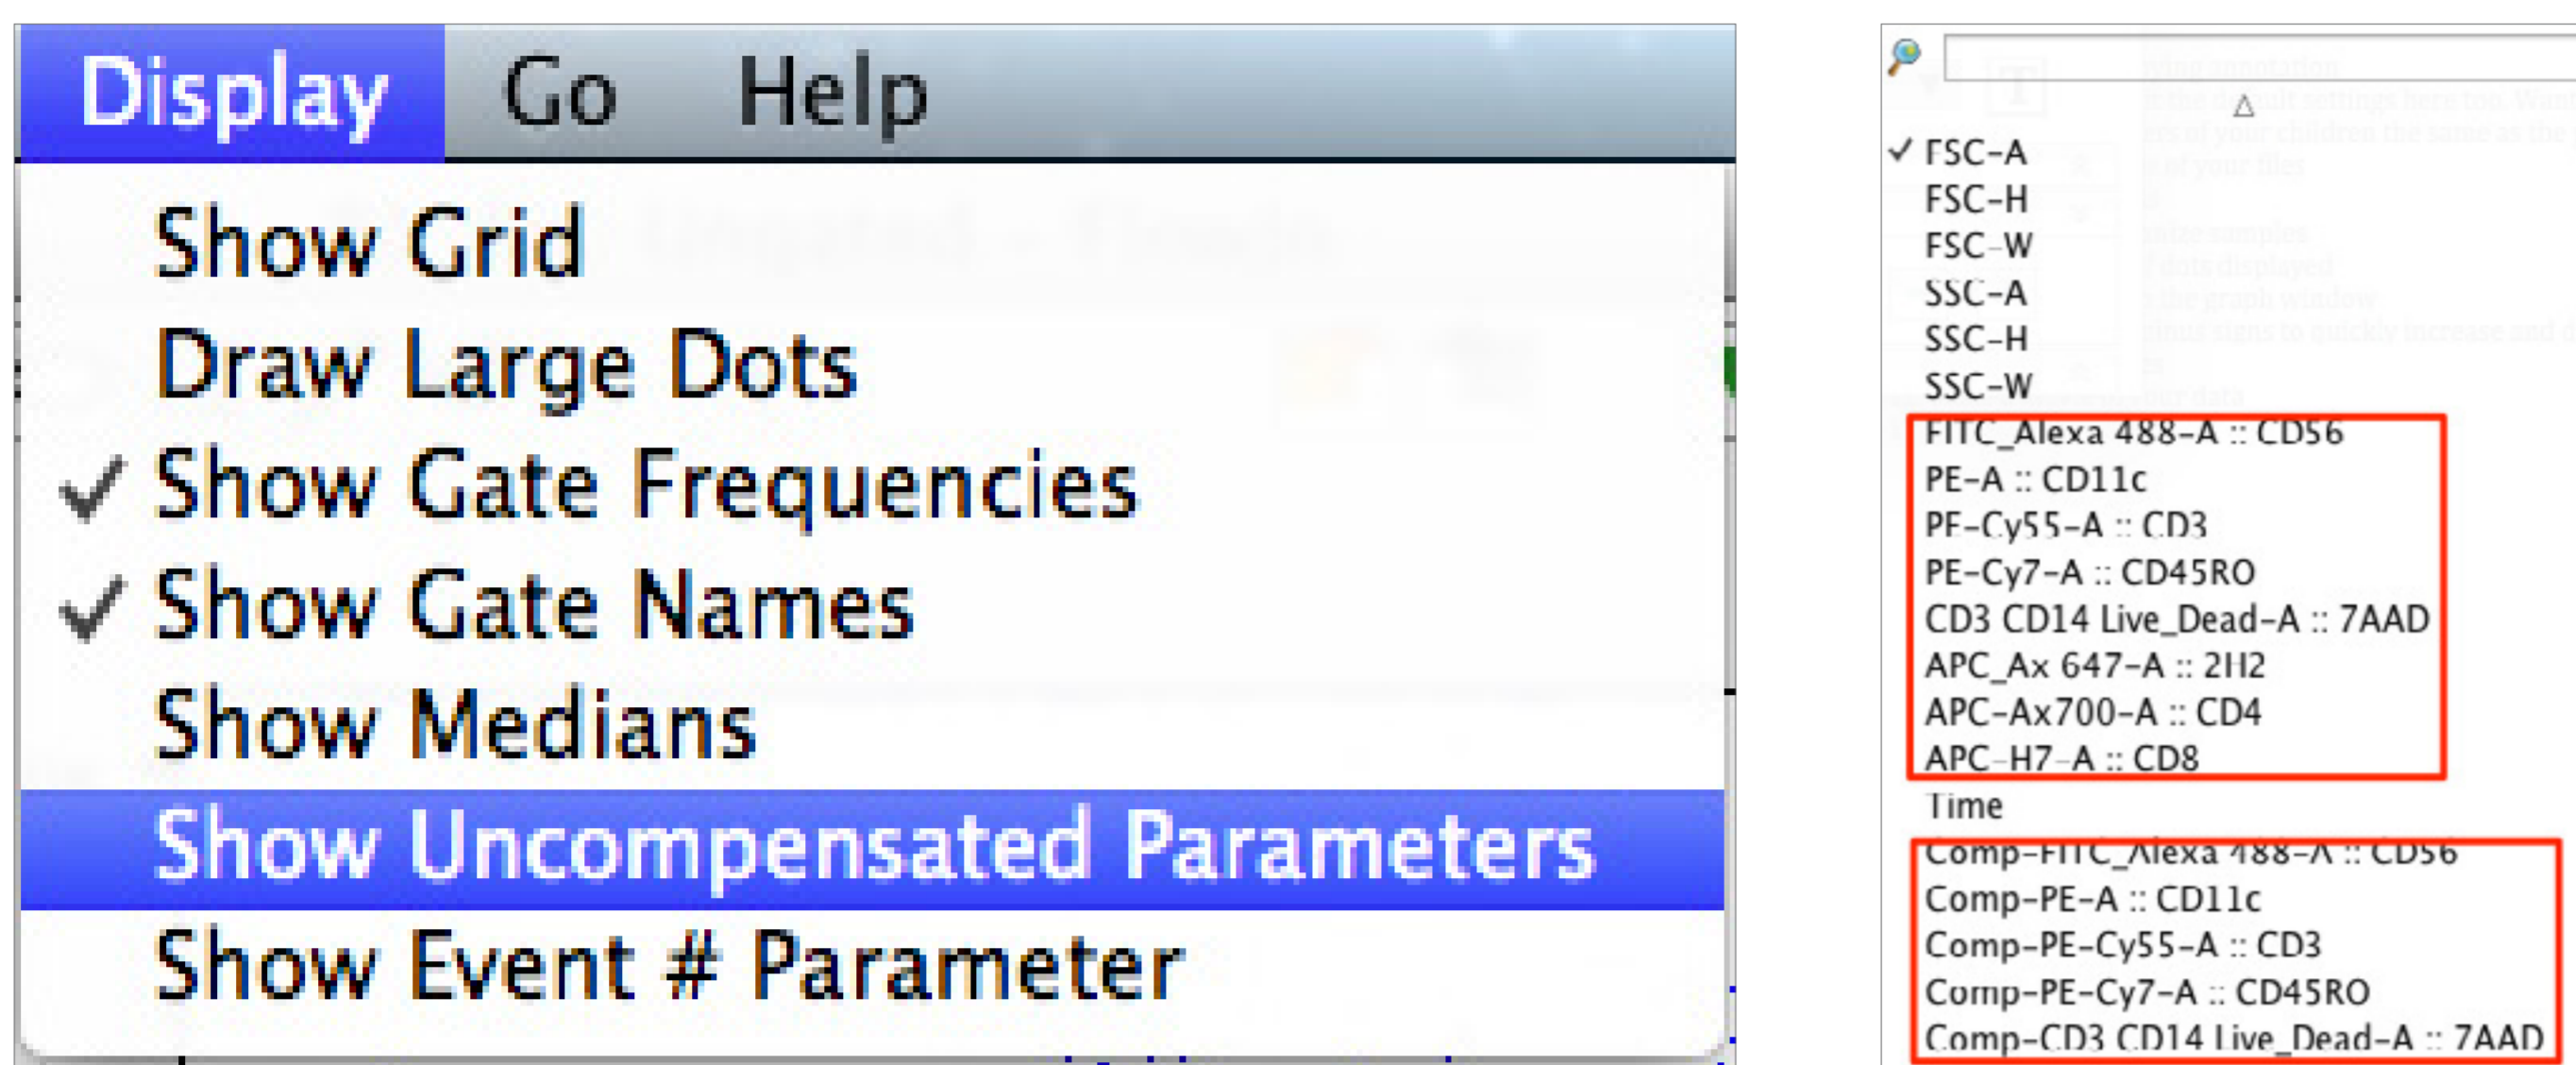 Display Go Help
Show Grid
Draw Large Dots
✓ Show Gate Frequencies
✓ Show Gate Names
Show Medians
Show Uncompensated Parameters
Show Event # Parameter
✓ FSC-A
FSC-H
FSC-W
SSC-A
SSC-H
SSC-W
FITC_Alexa 488-A :: CD56
PE-A :: CD11c
PE-Cy55-A :: CD3
PE-Cy7-A :: CD45RO
CD3 CD14 Live_Dead-A :: 7AAD
APC_Ax 647-A :: 2H2
APC-Ax700-A :: CD4
APC-H7-A :: CD8
Time
Comp-FITC_Alexa 488-A :: CD56
Comp-PE-A :: CD11c
Comp-PE-Cy55-A :: CD3
Comp-PE-Cy7-A :: CD45RO
Comp-CD3 CD14 Live_Dead-A :: 7AAD